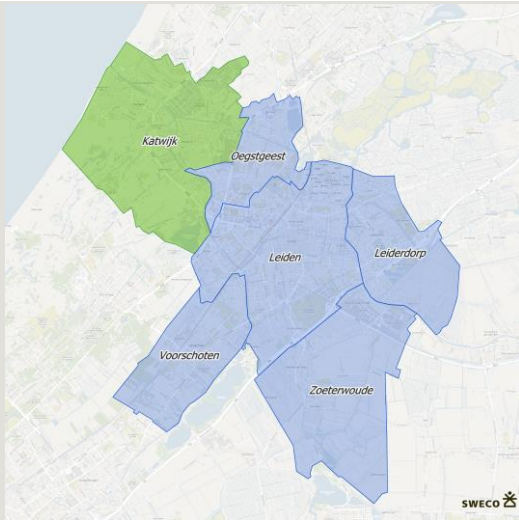 Katwijk
Oegstgeest
Leiden
Leiderdorp
Voorschoten
Zoeterwoude
SWECO